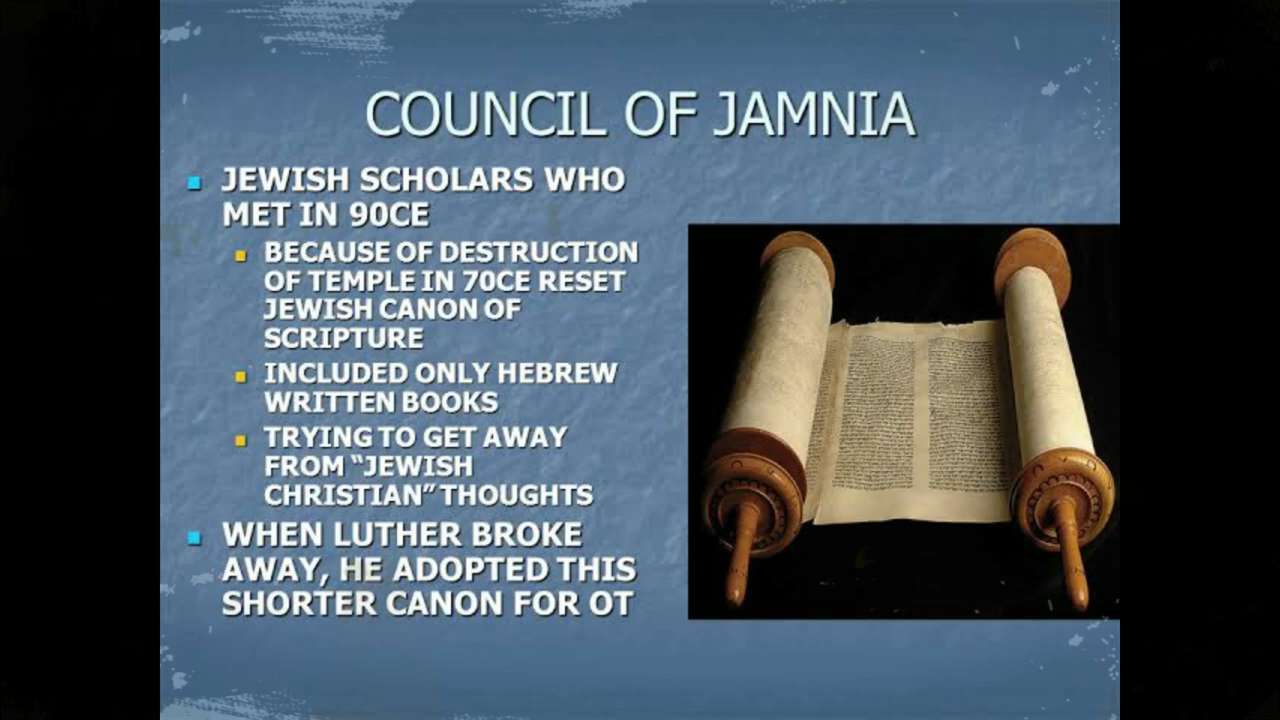 COUNCIL OF JAMNIA
JEWISH SCHOLARS WHO
MET IN 90CE
BECAUSE OF DESTRUCTION
OF TEMPLE IN 70CE RESET
JEWISH CANON OF
SCRIPTURE
INCLUDED ONLY HEBREW
WRITTEN BOOKS
TRYING TO GET AWAY
FROM “JEWISH
CHRISTIAN” THOUGHTS
WHEN LUTHER BROKE
AWAY, HE ADOPTED THIS
SHORTER CANON FOR OT